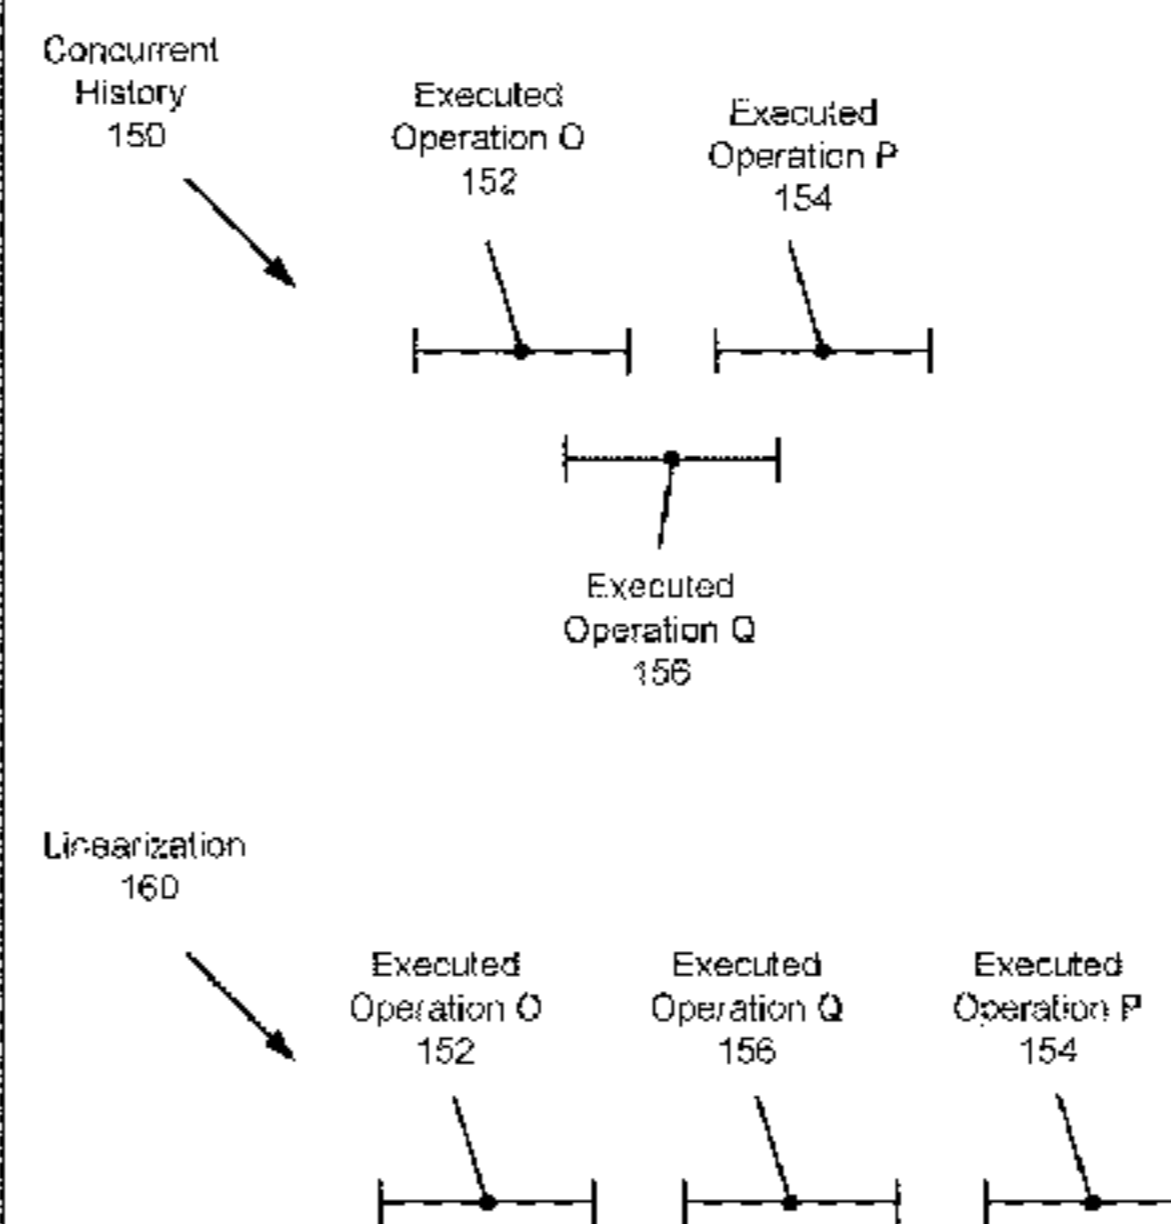 Concurrent
History
150
Executed
Operation O
152
Executed
Operation P
154
Executed
Operation Q
156
Linearization
160
Executed
Operation O
152
Executed
Operation Q
156
Executed
Operation P
154